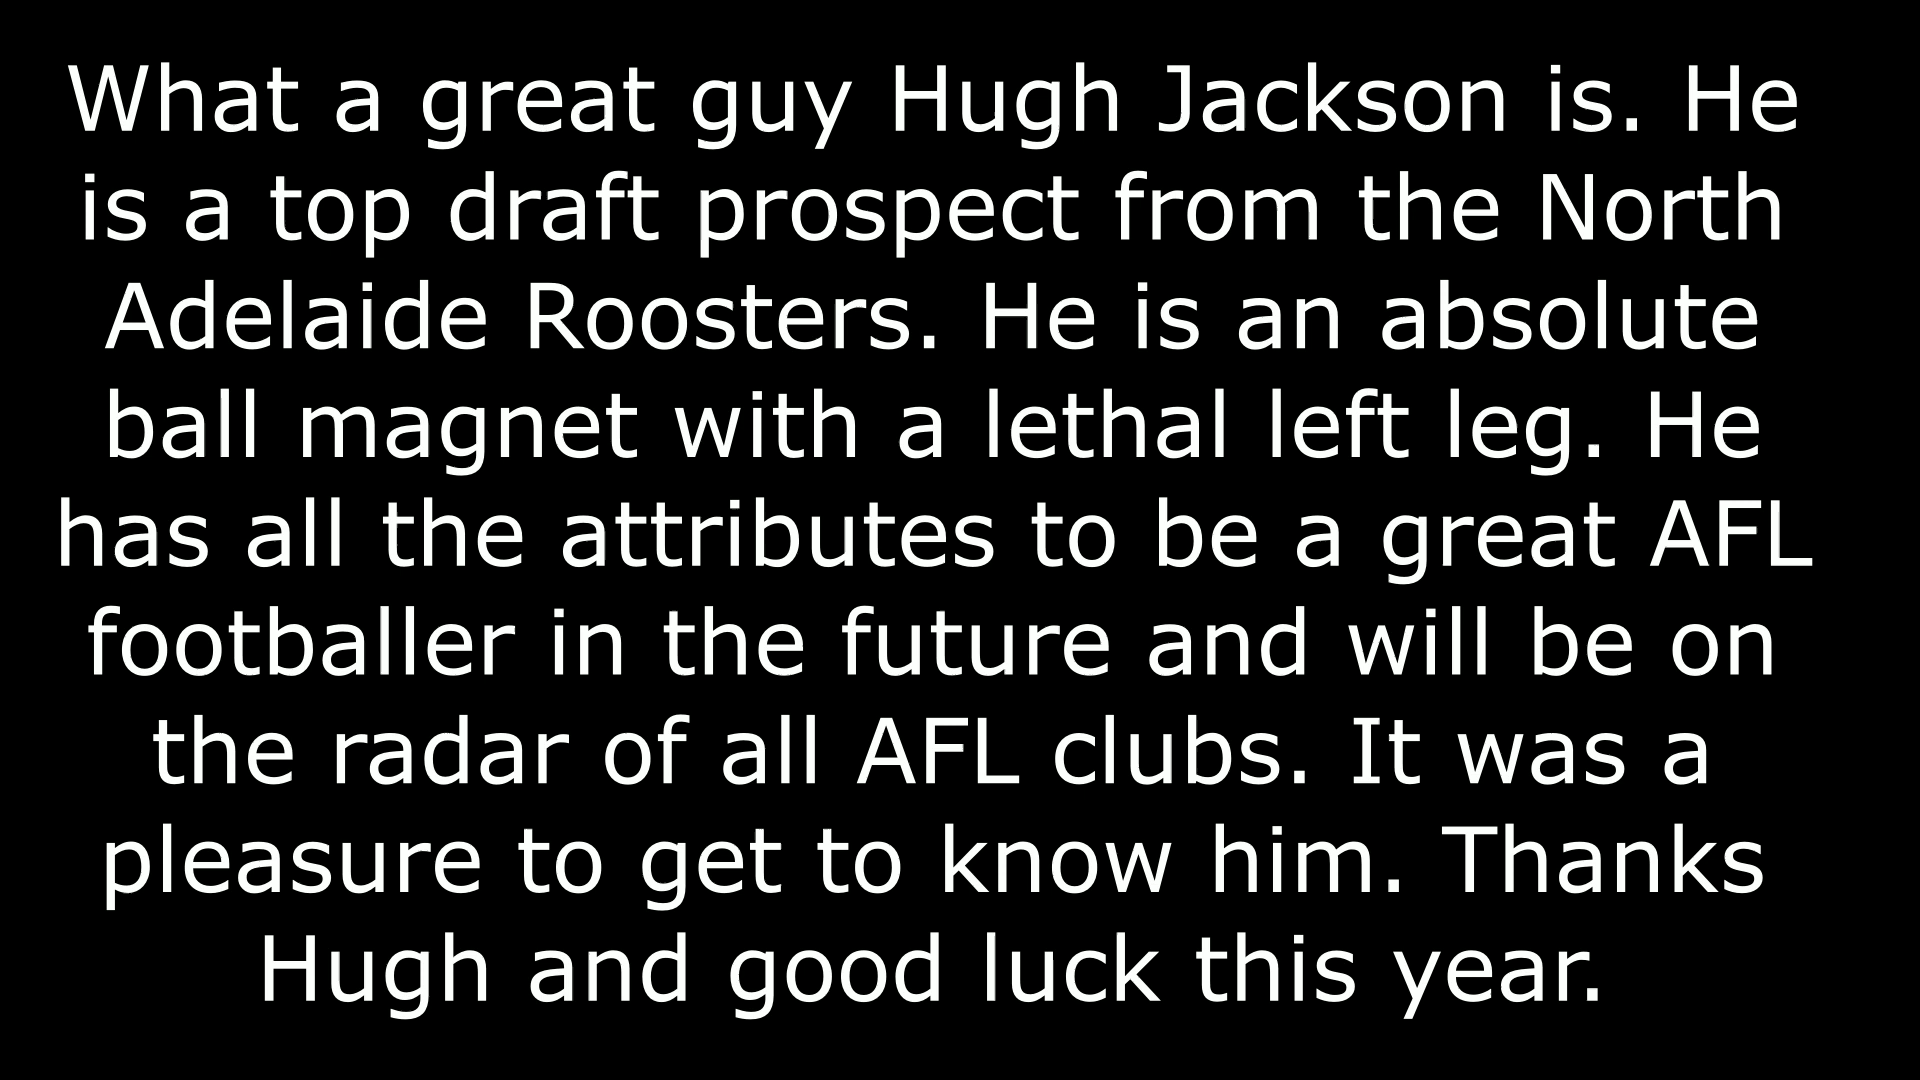 What a great guy Hugh Jackson is. He
is a top draft prospect from the North
Adelaide Roosters. He is an absolute
ball magnet with a lethal left leg. He
has all the attributes to be a great AFL
footballer in the future and will be on
the radar of all AFL clubs. It was a
pleasure to get to know him. Thanks
Hugh and good luck this year.